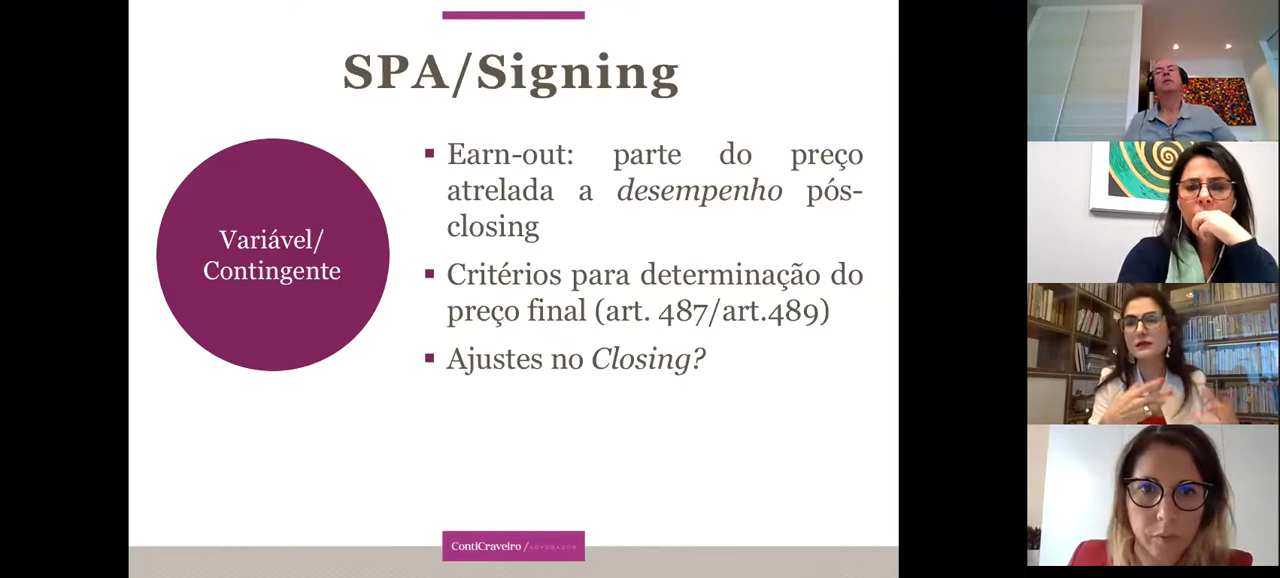 SPA/Signing
Variável/
Contingente
▪ Earn-out: parte do preço
atrelada a desempenho pós-
closing
▪ Critérios para determinação do
preço final (art. 487/art.489)
▪ Ajustes no Closing?
ContiCraveiro / ADVOGADOS